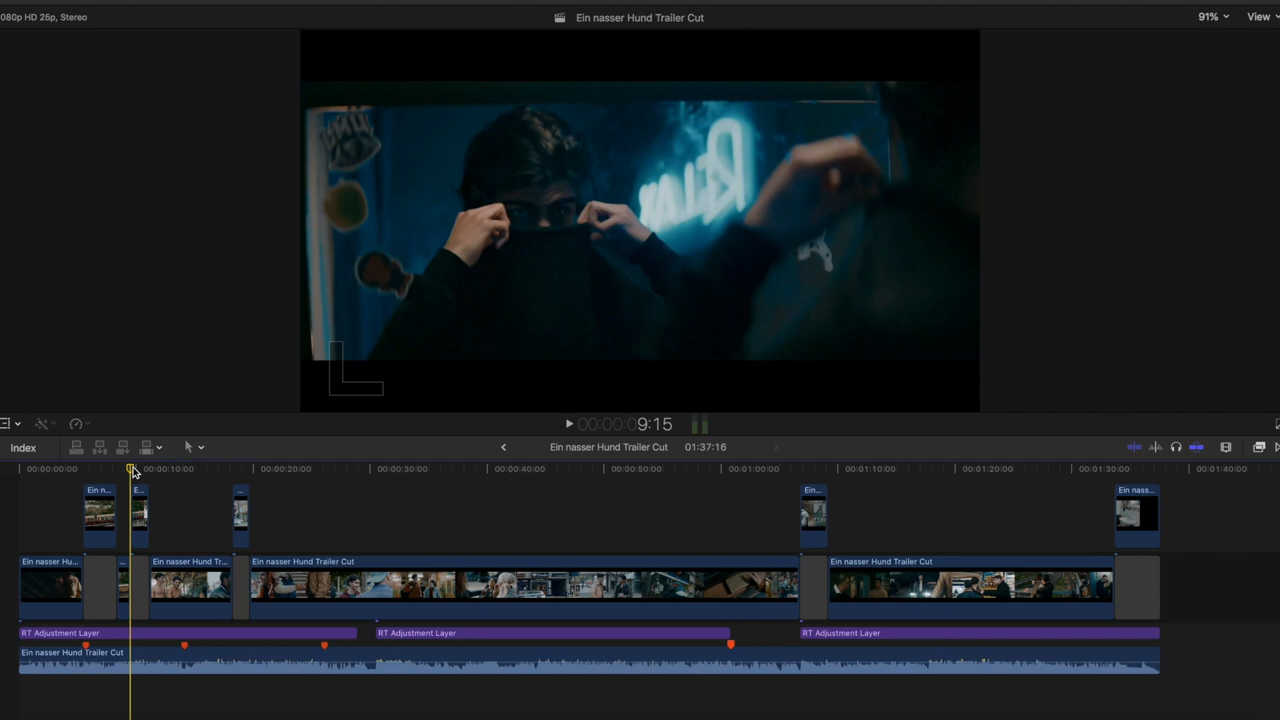 080p HD 25p, Stereo
Ein nasser Hund Trailer Cut
91%
View
00:00:09:15
Index
Ein nasser Hund Trailer Cut
01:37:16
00:00:00:00
00:00:10:00
00:00:20:00
00:00:30:00
00:00:40:00
00:00:50:00
00:01:00:00
00:01:10:00
00:01:20:00
00:01:30:00
00:01:40:00
Ein n...
E...
...
Ein...
Ein nass...
Ein nasser Hu...
...
Ein nasser Hund Tr...
Ein nasser Hund Trailer Cut
Ein nasser Hund Trailer Cut
RT Adjustment Layer
RT Adjustment Layer
RT Adjustment Layer
Ein nasser Hund Trailer Cut